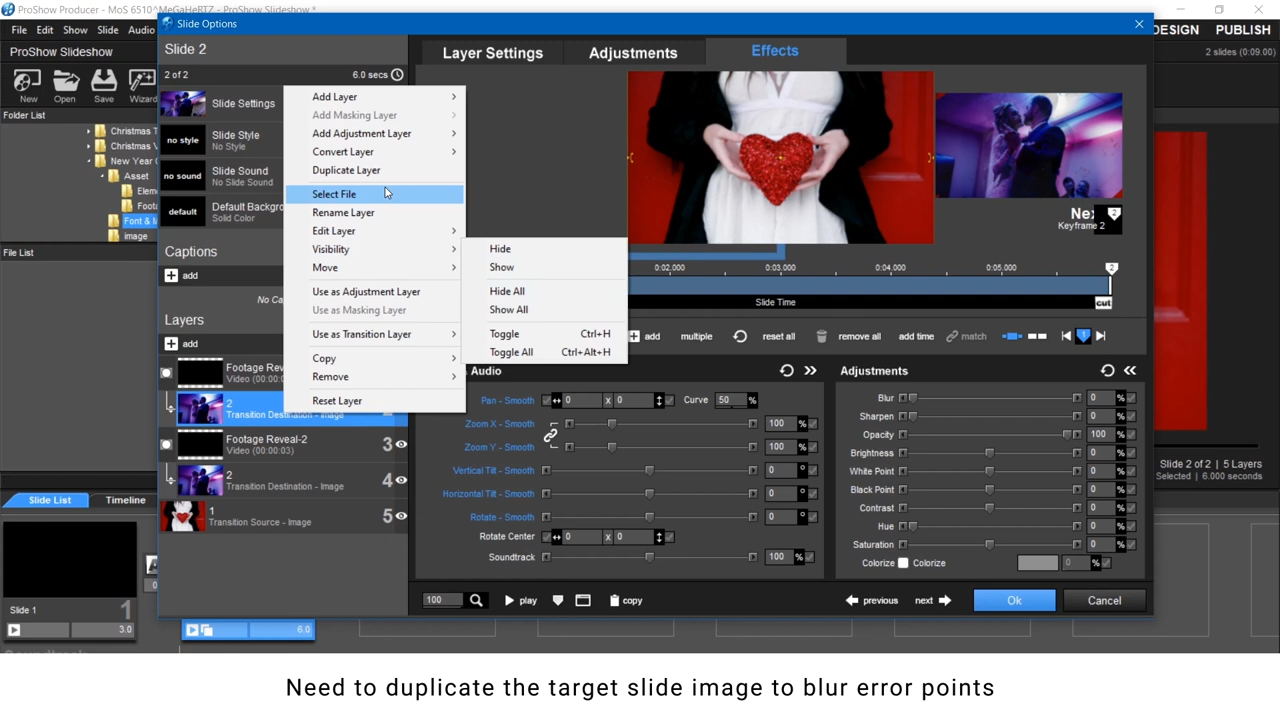 ProShow Producer - MoS 6510^MeGaHeRTZ - ProShow Slideshow *
File Edit Show Slide Audio
ProShow Slideshow
New Open Save Wizard
Folder List
Christmas T
Christmas M
New Year
Asset
Elem
Foota
Font & M
image
File List
Slide List Timeline
Slide 1
1
3.0
6.0
Slide Options
Slide 2
2 of 2 6.0 secs
Slide Settings
no style Slide Style
No Style
no sound Slide Sound
No Slide Sound
default Default Backgro
Solid Color
Captions
add
No Ca
Layers
add
Footage Rev
Video (00:00:
2
Transition Destination - Image
Footage Reveal-2
Video (00:00:03)
3
2
Transition Destination - Image
4
1
Transition Source - Image
5
Add Layer
Add Masking Layer
Add Adjustment Layer
Convert Layer
Duplicate Layer
Select File
Rename Layer
Edit Layer
Visibility
Move
Use as Adjustment Layer
Use as Masking Layer
Use as Transition Layer
Copy
Remove
Reset Layer
Hide
Show
Hide All
Show All
Toggle Ctrl+H
Toggle All Ctrl+Alt+H
Layer Settings Adjustments Effects
Nex
2
Keyframe 2
0:02.000 0:03.000 0:04.000 0:05.000 2
Slide Time cut
add multiple reset all remove all add time match 1
Audio
Pan - Smooth 0 x 0 Curve 50 %
Zoom X - Smooth 100 %
Zoom Y - Smooth 100 %
Vertical Tilt - Smooth 0 °
Horizontal Tilt - Smooth 0 °
Rotate - Smooth 0 °
Rotate Center 0 x 0
Soundtrack 100 %
Adjustments
Blur 0 %
Sharpen 0 %
Opacity 100 %
Brightness 0 %
White Point 0 %
Black Point 0 %
Contrast 0 %
Hue 0 %
Saturation 0 %
Colorize Colorize 0 %
100 play copy previous next Ok Cancel
DESIGN PUBLISH
2 slides (0:09.00)
Slide 2 of 2 | 5 Layers
Selected | 6.000 seconds
Need to duplicate the target slide image to blur error points